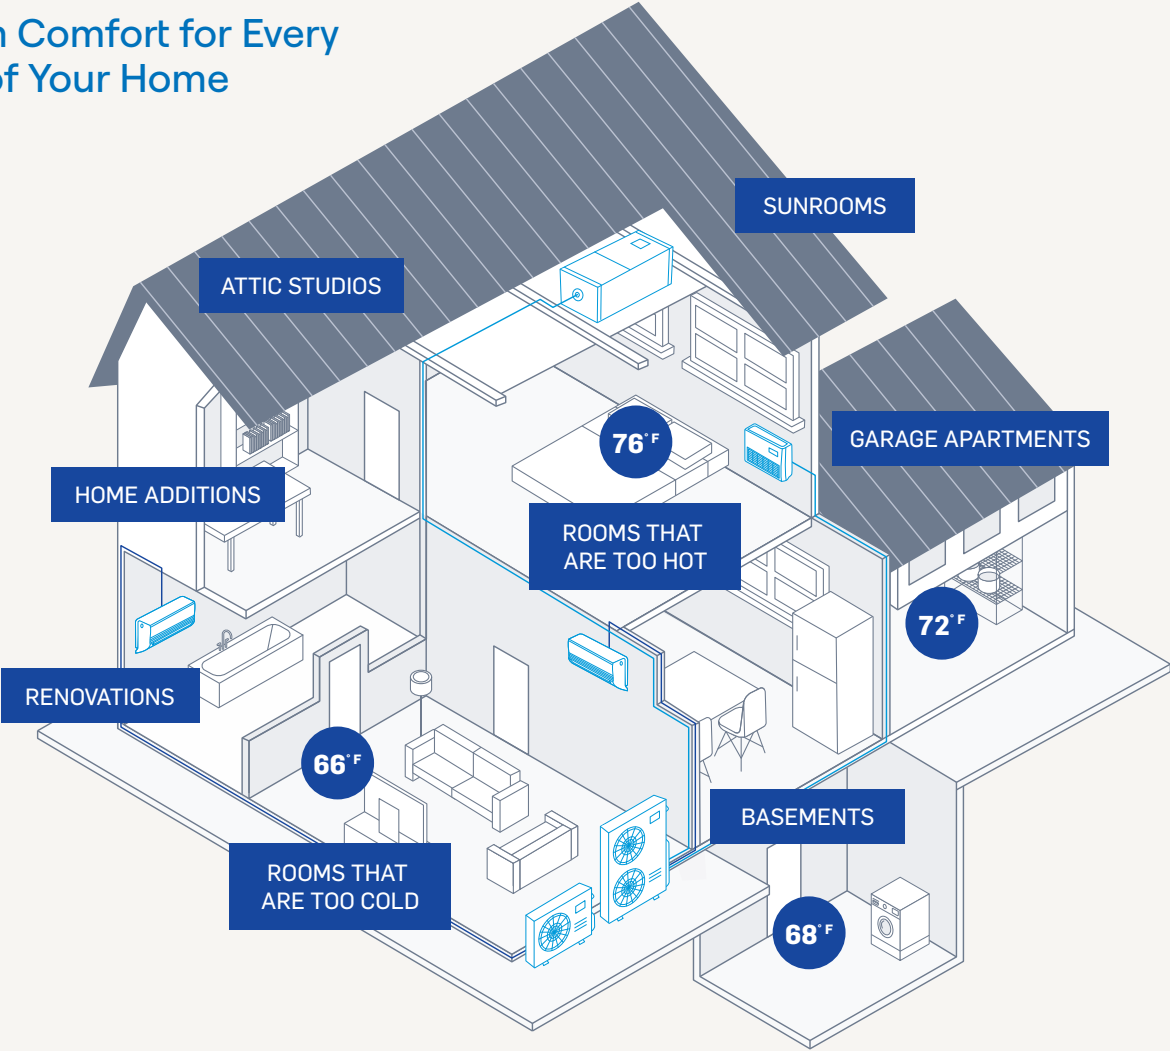 n Comfort for Every
of Your Home
SUNROOMS
ATTIC STUDIOS
GARAGE APARTMENTS
76°F
HOME ADDITIONS
ROOMS THAT
ARE TOO HOT
72°F
RENOVATIONS
66°F
BASEMENTS
ROOMS THAT
ARE TOO COLD
68°F